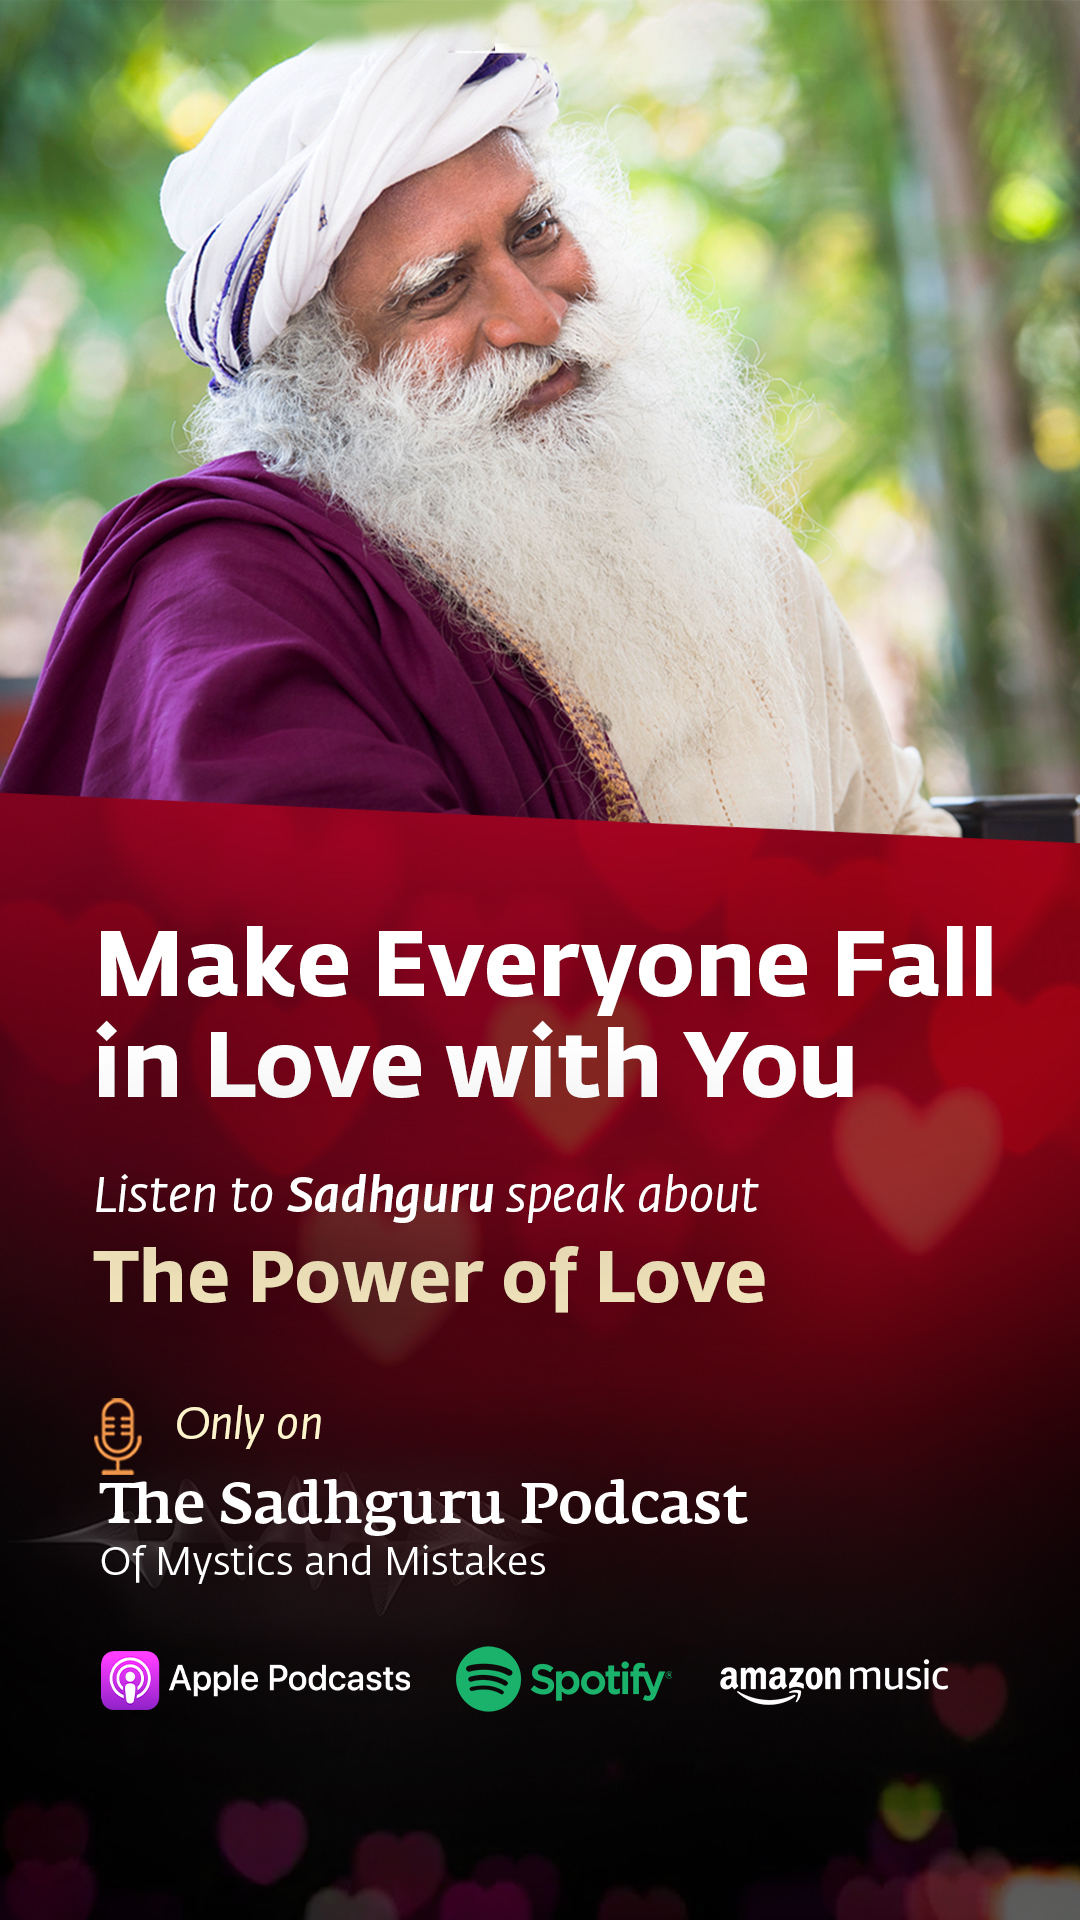 Make Everyone Fall
in Love with You
Listen to Sadhguru speak about
The Power of Love
Only on
The Sadhguru Podcast
Of Mystics and Mistakes
Apple Podcasts Spotify® amazon music